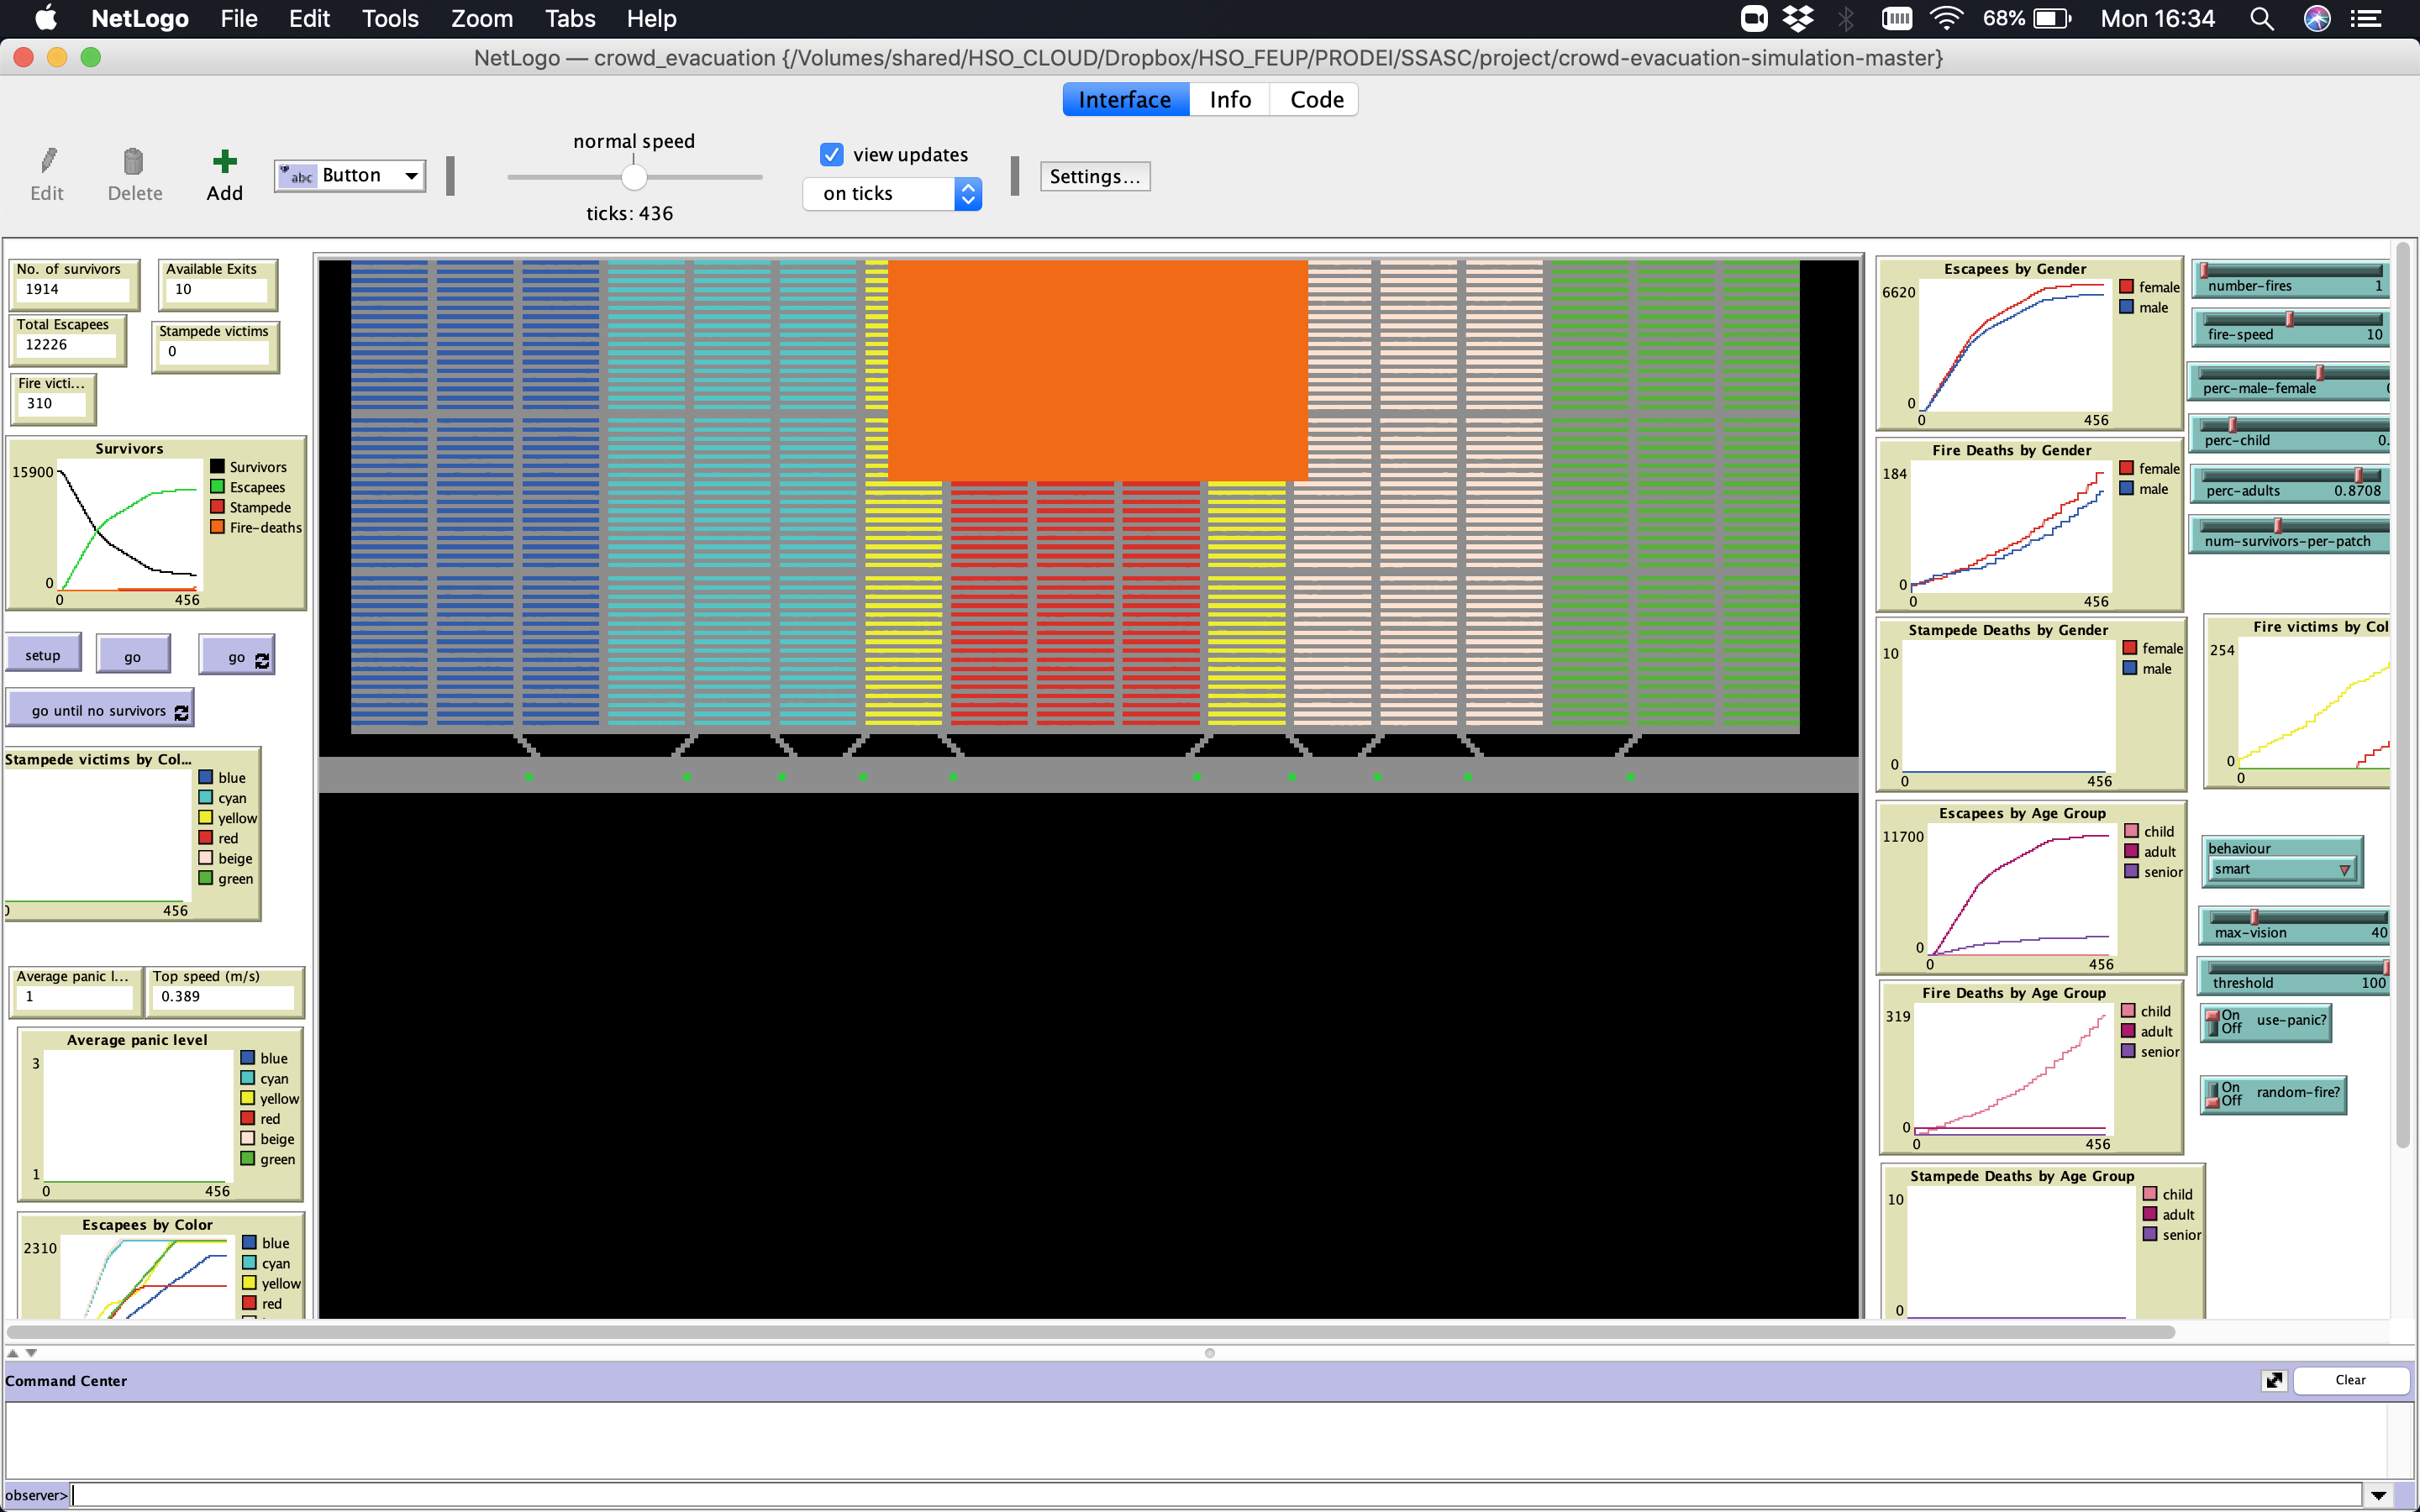 NetLogo File Edit Tools Zoom Tabs Help 68% Mon 16:34
NetLogo — crowd_evacuation {/Volumes/shared/HSO_CLOUD/Dropbox/HSO_FEUP/PRODEI/SSASC/project/crowd-evacuation-simulation-master}
Interface Info Code
Edit Delete Add abc Button
normal speed
ticks: 436
view updates
on ticks
Settings...
No. of survivors
1914
Available Exits
10
Total Escapees
12226
Stampede victims
0
Fire victi...
310
Survivors
15900
0
0 456
Survivors
Escapees
Stampede
Fire-deaths
setup go go
go until no survivors
Stampede victims by Col...
0 456
blue
cyan
yellow
red
beige
green
Average panic l...
1
Top speed (m/s)
0.389
Average panic level
3
1
0 456
blue
cyan
yellow
red
beige
green
Escapees by Color
2310
blue
cyan
yellow
red
Escapees by Gender
6620
0
0 456
female
male
Fire Deaths by Gender
184
0
0 456
female
male
Stampede Deaths by Gender
10
0
0 456
female
male
Escapees by Age Group
11700
0
0 456
child
adult
senior
Fire Deaths by Age Group
319
0
0 456
child
adult
senior
Stampede Deaths by Age Group
10
0
child
adult
senior
number-fires 1
fire-speed 10
perc-male-female
perc-child 0.
perc-adults 0.8708
num-survivors-per-patch
Fire victims by Col
254
0
0
behaviour
smart
max-vision 40
threshold 100
On
Off
use-panic?
On
Off
random-fire?
Command Center
Clear
observer>